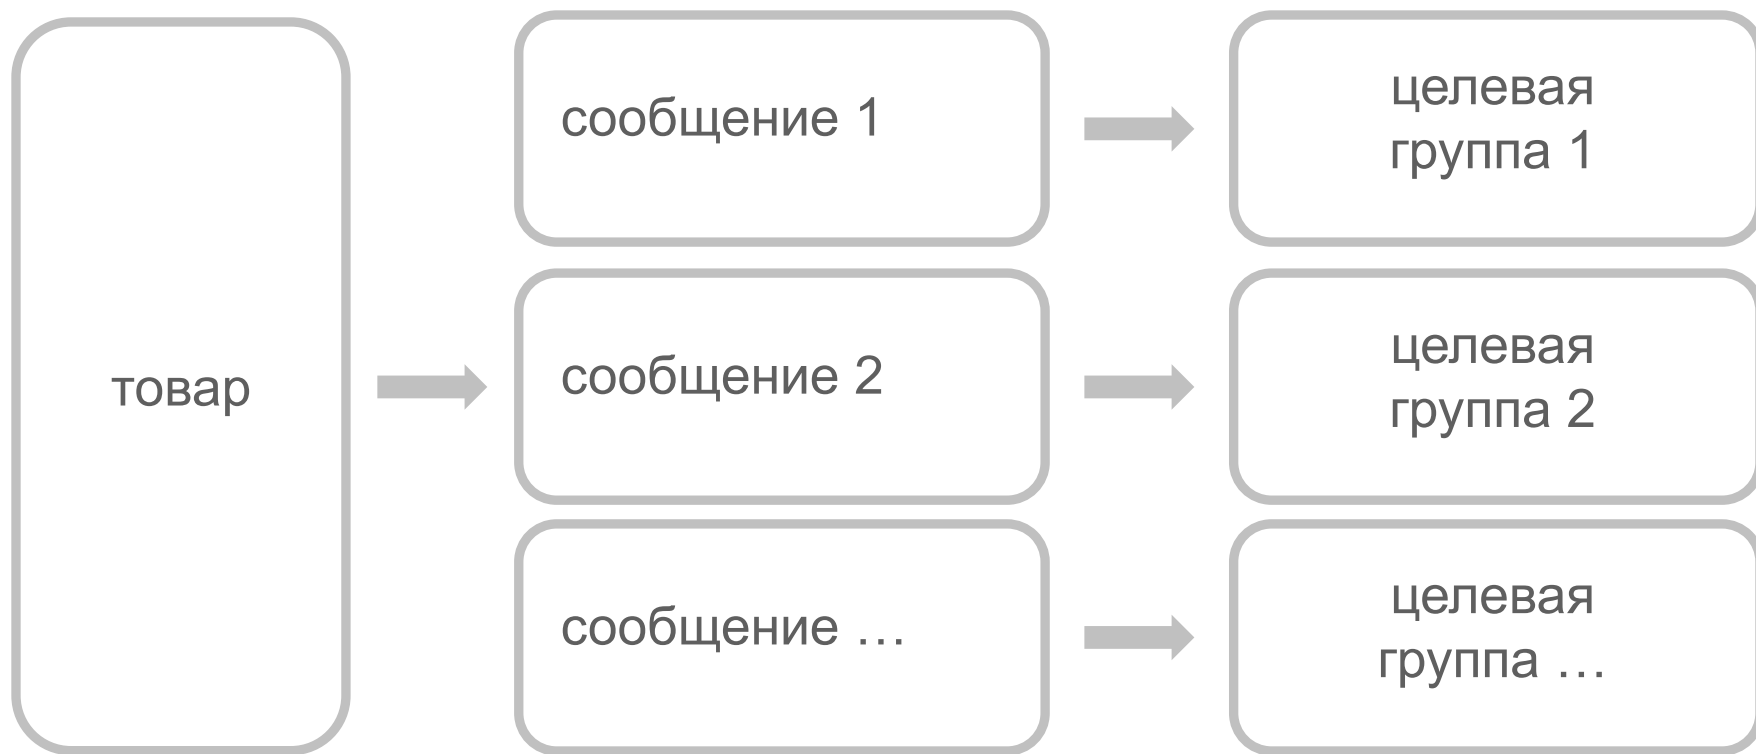 товар
сообщение 1
целевая
группа 1
сообщение 2
целевая
группа 2
сообщение ...
целевая
группа ...